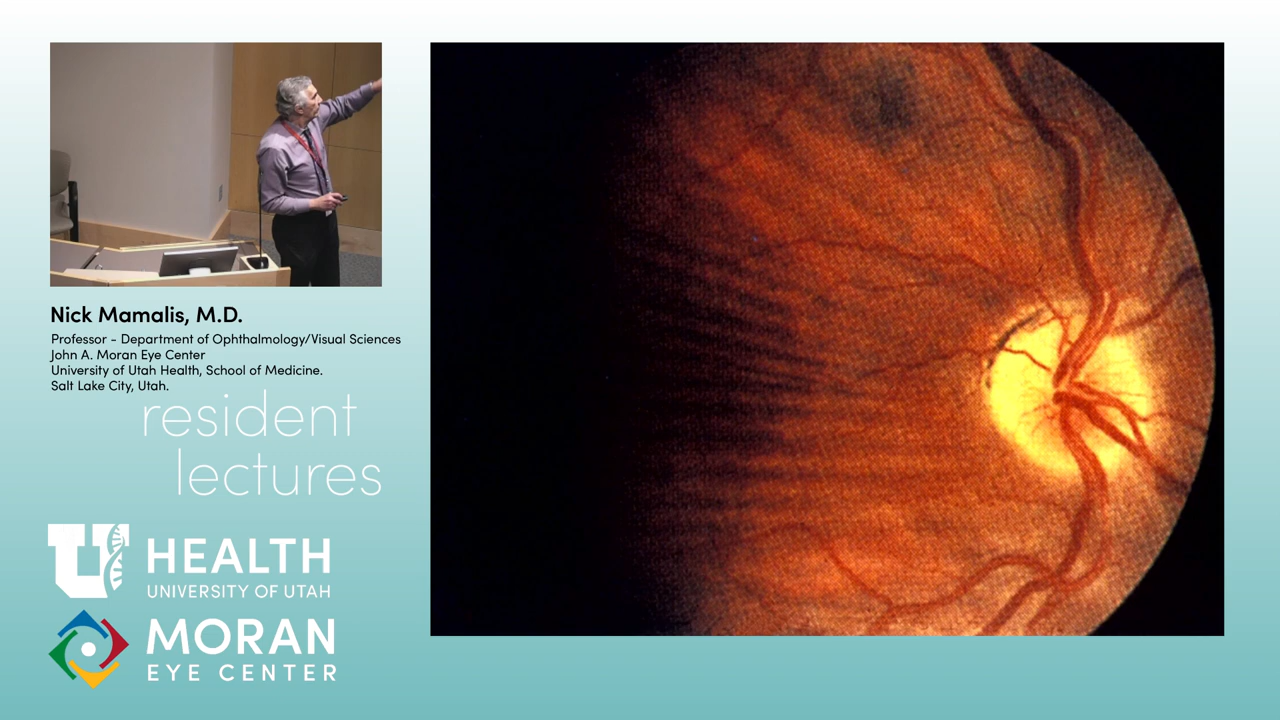 Nick Mamalis, M.D.
Professor - Department of Ophthalmology/Visual Sciences
John A. Moran Eye Center
University of Utah Health, School of Medicine.
Salt Lake City, Utah.
resident
lectures
U HEALTH
UNIVERSITY OF UTAH
MORAN
EYE CENTER